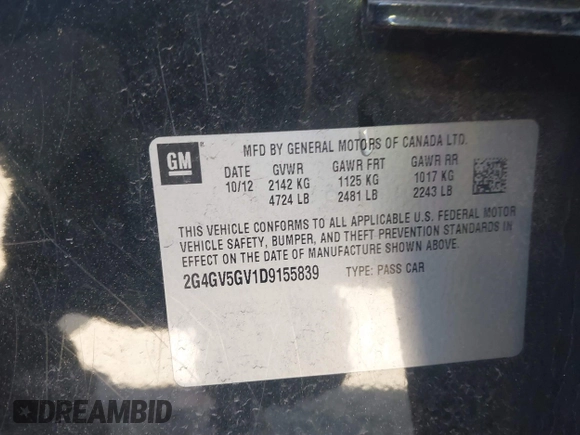 MFD BY GENERAL MOTORS OF CANADA LTD.
GM
DATE GVWR GAWR FRT GAWR RR
10/12 2142 KG 1125 KG 1017 KG
4724 LB 2481 LB 2243 LB
THIS VEHICLE CONFORMS TO ALL APPLICABLE U.S. FEDERAL MOTOR
VEHICLE SAFETY, BUMPER, AND THEFT PREVENTION STANDARDS IN
EFFECT ON THE DATE OF MANUFACTURE SHOWN ABOVE.
2G4GV5GV1D9155839 TYPE: PASS CAR
DREAMBID